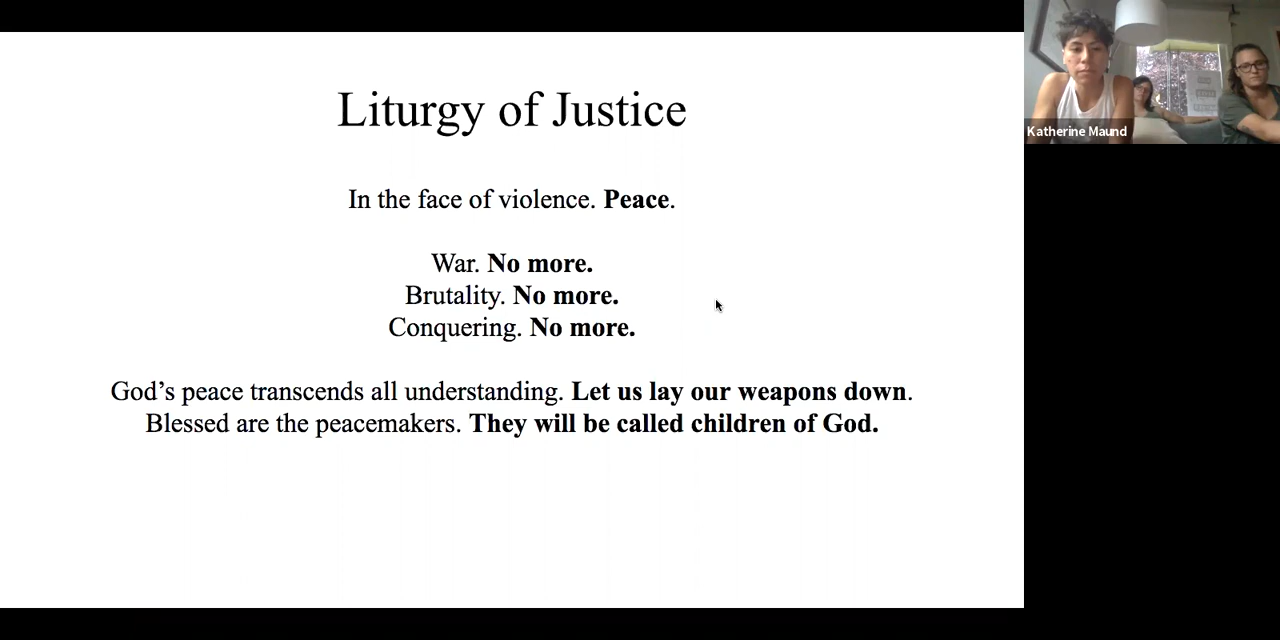 Liturgy of Justice
In the face of violence. Peace.
War. No more.
Brutality. No more.
Conquering. No more.
God’s peace transcends all understanding. Let us lay our weapons down.
Blessed are the peacemakers. They will be called children of God.
Katherine Maund